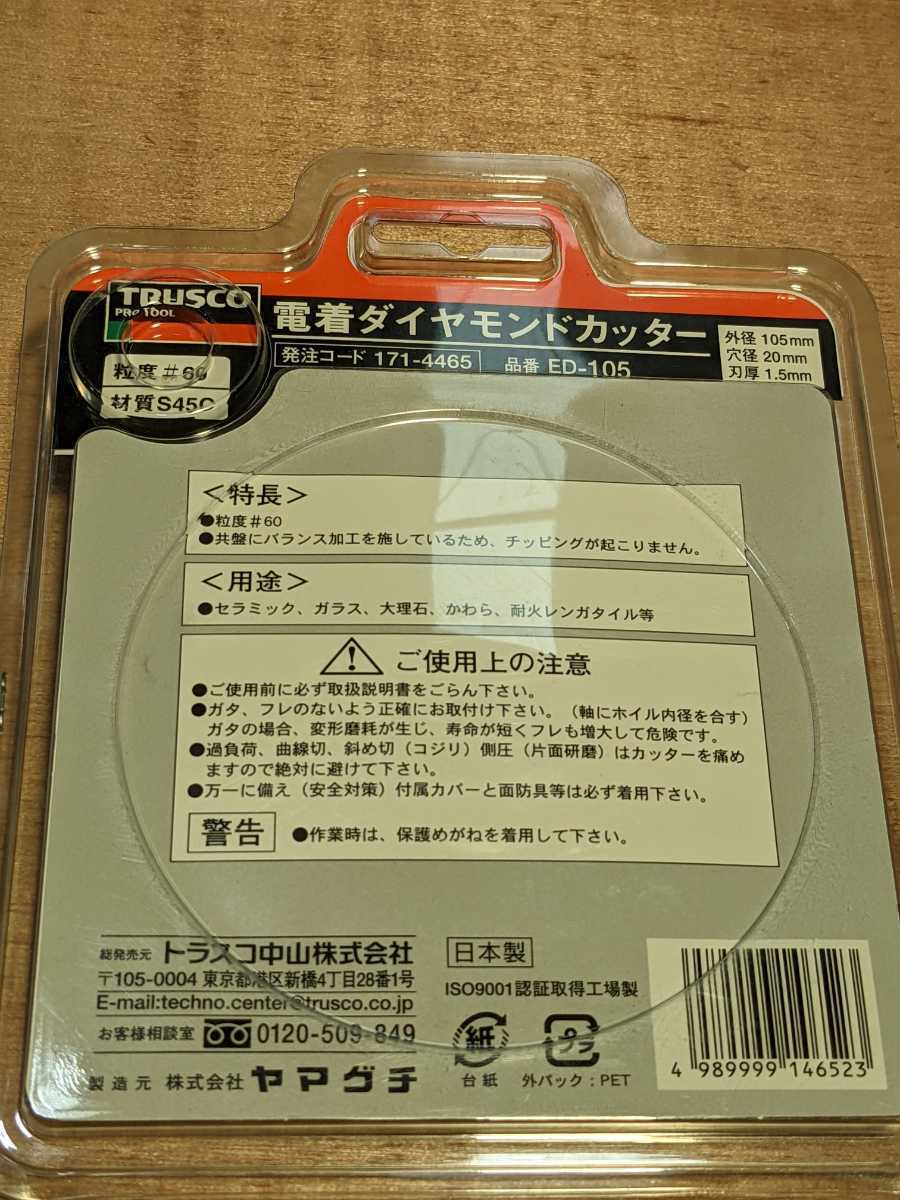 TRUSCO
PRO TOOL
電着ダイヤモンドカッター
発注コード 171-4465
品番 ED-105
外径 105mm
穴径 20mm
刃厚 1.5mm
粒度#60
材質S45C
<特長>
●粒度#60
●共盤にバランス加工を施しているため、チッピングが起こりません。
<用途>
●セラミック、ガラス、大理石、かわら、耐火レンガタイル等
ご使用上の注意
●ご使用前に必ず取扱説明書をごらん下さい。
●ガタ、フレのないよう正確にお取付け下さい。(軸にホイル内径を合す)
ガタの場合、変形磨耗が生じ、寿命が短くフレも増大して危険です。
●過負荷、曲線切、斜め切(コジリ)側圧(片面研磨)はカッターを痛め
ますので絶対に避けて下さい。
●万一に備え(安全対策)付属カバーと面防具等は必ず着用下さい。
警告 ●作業時は、保護めがねを着用して下さい。
総発売元 トラスコ中山株式会社
〒105-0004 東京都港区新橋4丁目28番1号
E-mail:techno.center@trusco.co.jp
お客様相談室 0120-509-849
製造元 株式会社 ヤマグチ
日本製
ISO9001認証取得工場製
紙
台紙
プラ
外パック:PET
4 989999 146523